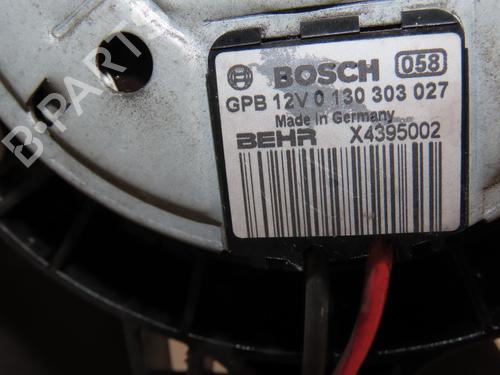 BOSCH 058
GPB 12V 0 130 303 027
Made in Germany
BEHR X4395002
B-PARTS